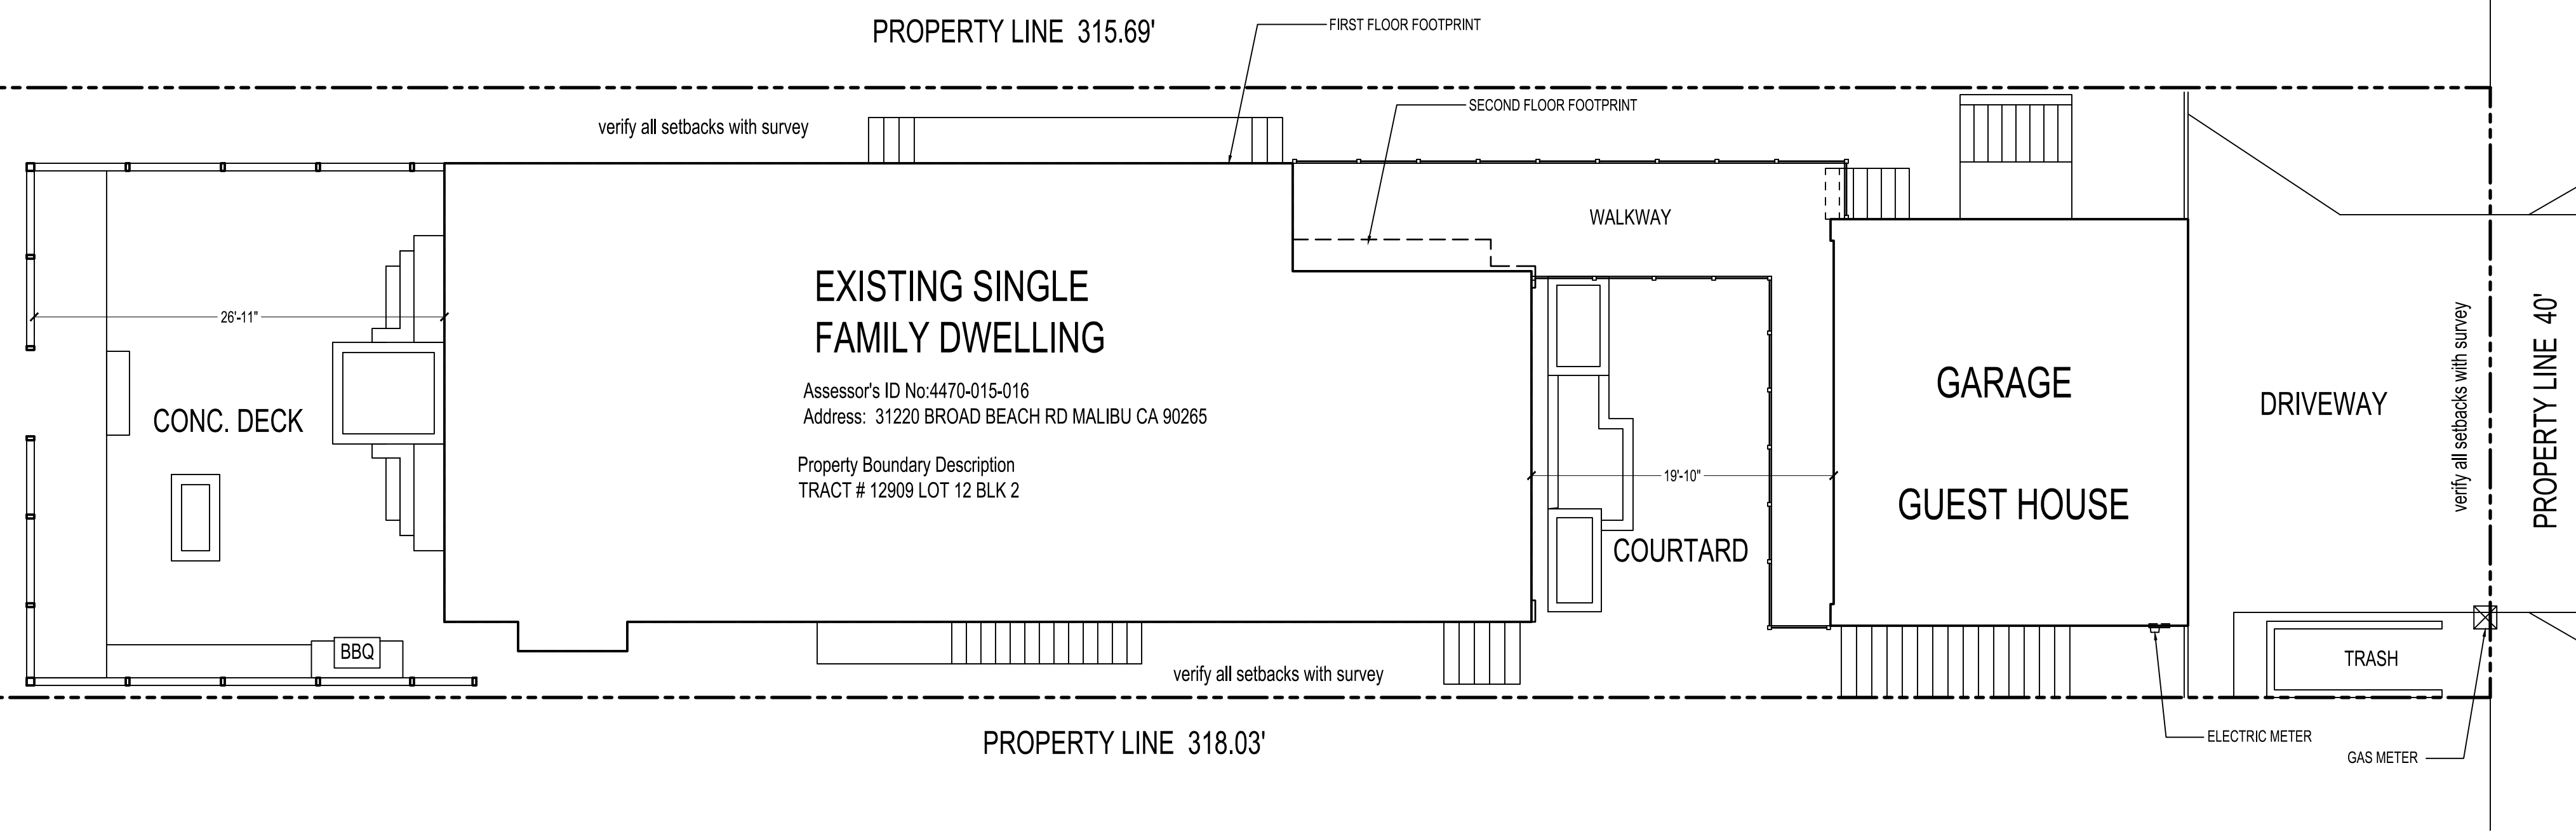 PROPERTY LINE  315.69'
FIRST FLOOR FOOTPRINT
SECOND FLOOR FOOTPRINT
verify all setbacks with survey
WALKWAY
26'-11"
EXISTING SINGLE
FAMILY DWELLING
Assessor's ID No:4470-015-016
Address:  31220 BROAD BEACH RD MALIBU CA 90265
Property Boundary Description
TRACT # 12909 LOT 12 BLK 2
CONC. DECK
BBQ
19'-10"
COURTARD
GARAGE
GUEST HOUSE
DRIVEWAY
verify all setbacks with survey
PROPERTY LINE  40'
TRASH
verify all setbacks with survey
PROPERTY LINE  318.03'
ELECTRIC METER
GAS METER